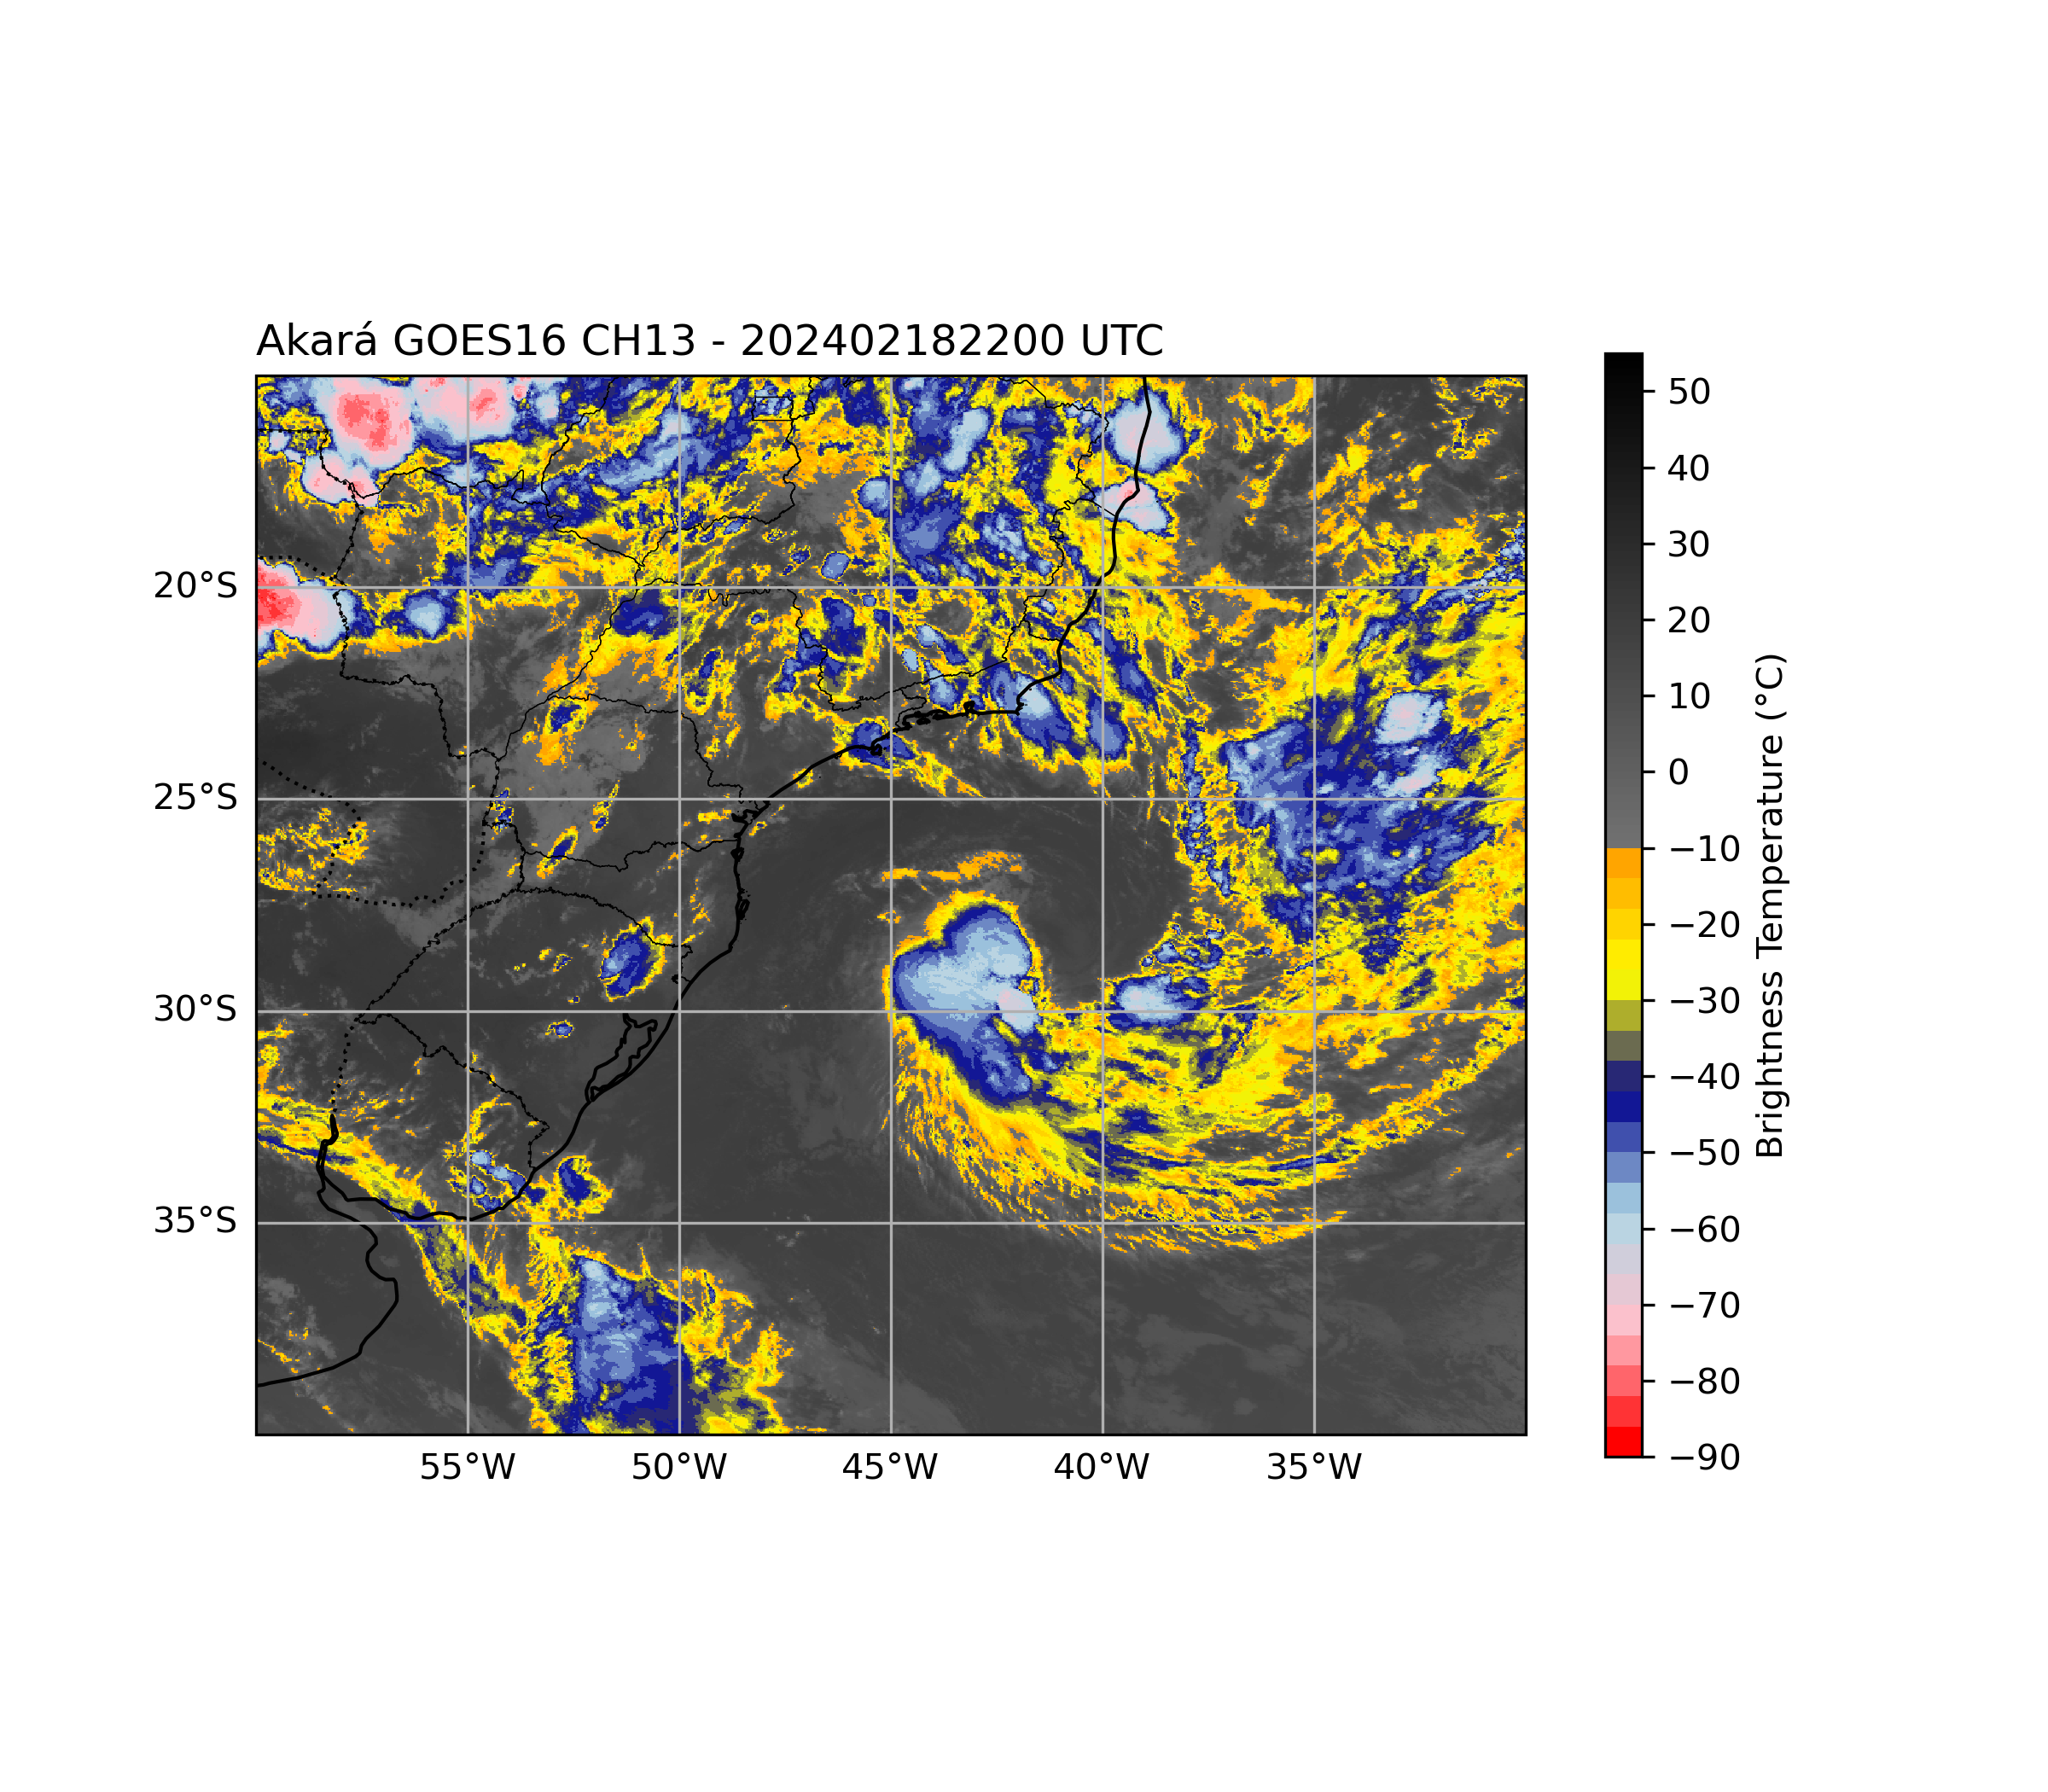 Akará GOES16 CH13 - 202402182200 UTC
20°S
25°S
30°S
35°S
55°W
50°W
45°W
40°W
35°W
50
40
30
20
10
0
−10
−20
−30
−40
−50
−60
−70
−80
−90
Brightness Temperature (°C)